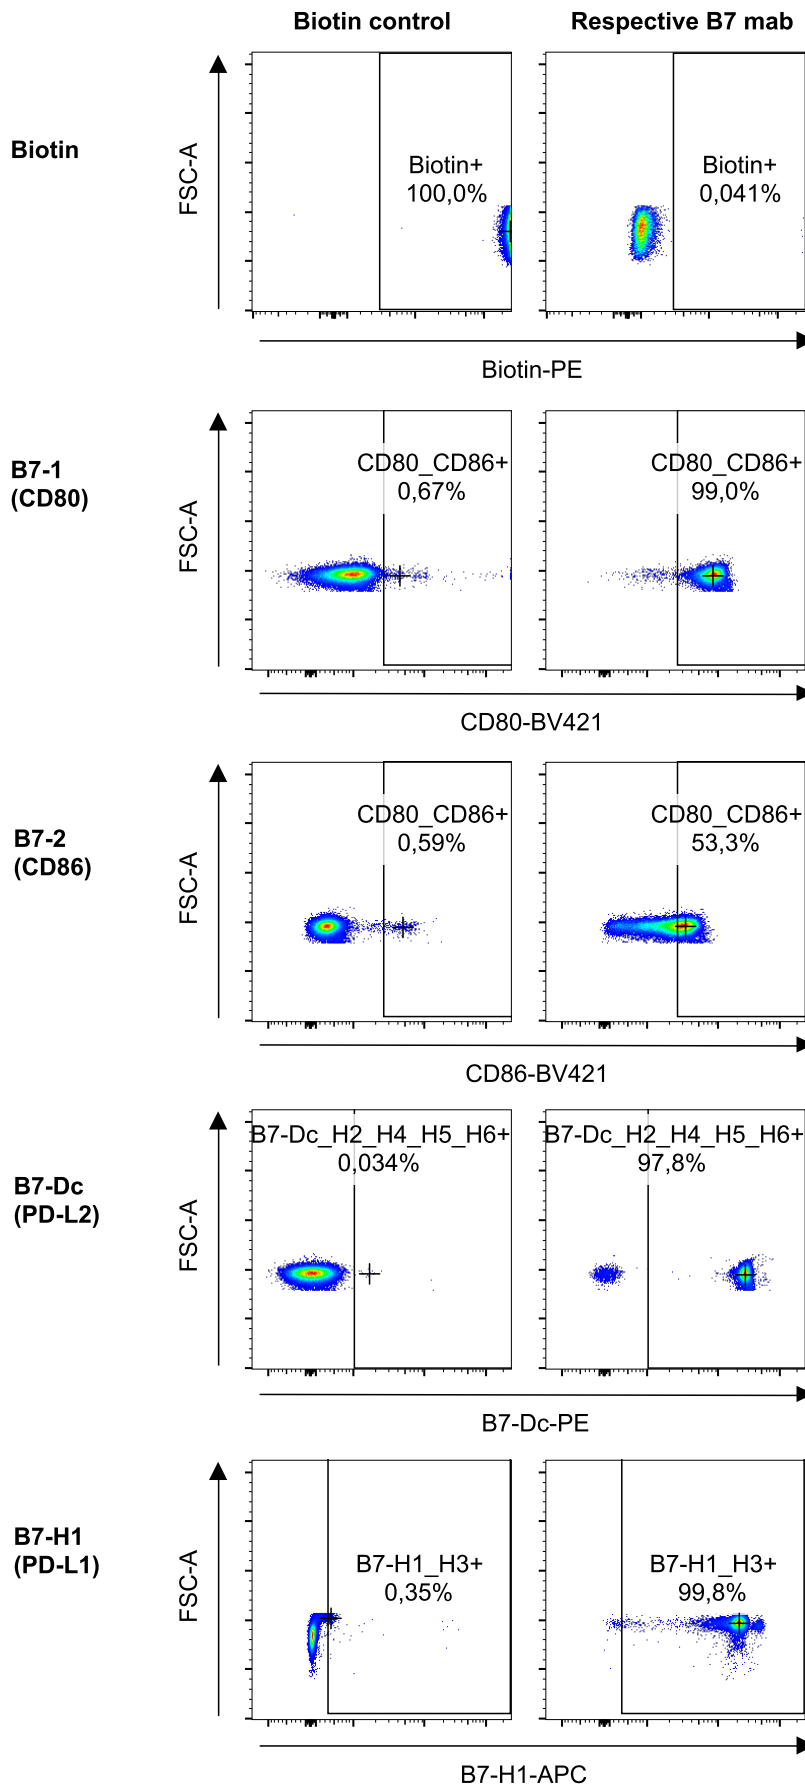 Biotin control
Respective B7 mab
Biotin
FSC-A
Biotin+
100,0%
Biotin+
0,041%
Biotin-PE
B7-1
(CD80)
FSC-A
CD80_CD86+
0,67%
CD80_CD86+
99,0%
CD80-BV421
B7-2
(CD86)
FSC-A
CD80_CD86+
0,59%
CD80_CD86+
53,3%
CD86-BV421
B7-Dc
(PD-L2)
FSC-A
B7-Dc_H2_H4_H5_H6+
0,034%
B7-Dc_H2_H4_H5_H6+
97,8%
B7-Dc-PE
B7-H1
(PD-L1)
FSC-A
B7-H1_H3+
0,35%
B7-H1_H3+
99,8%
B7-H1-APC